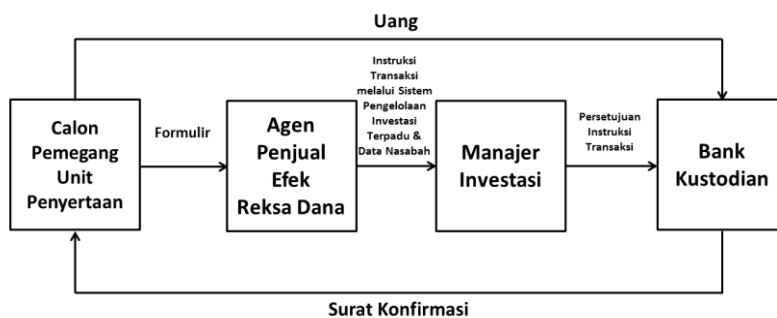 Uang
Calon
Pemegang
Unit
Penyertaan
Formulir
Agen
Penjual
Efek
Reksa Dana
Instruksi
Transaksi
melalui Sistem
Pengelolaan
Investasi
Terpadu &
Data Nasabah
Manajer
Investasi
Persetujuan
Instruksi
Transaksi
Bank
Kustodian
Surat Konfirmasi